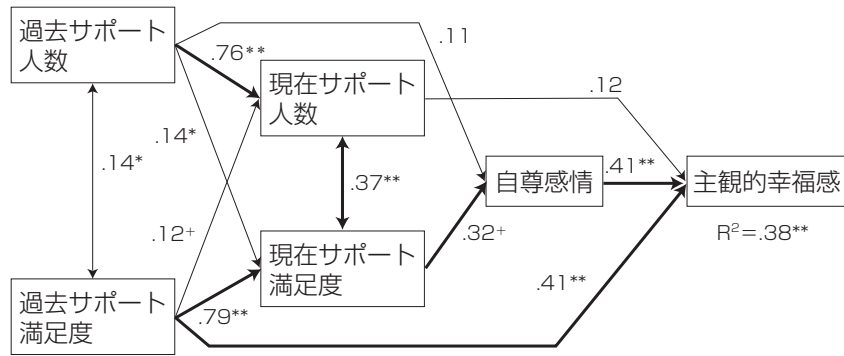 過去サポート
人数
.11
.76**
現在サポート
人数
.12
.14*
.14*
.37**
自尊感情
.41**
主観的幸福感
.12+
.32+
R²=.38**
現在サポート
満足度
過去サポート
満足度
.79**
.41**